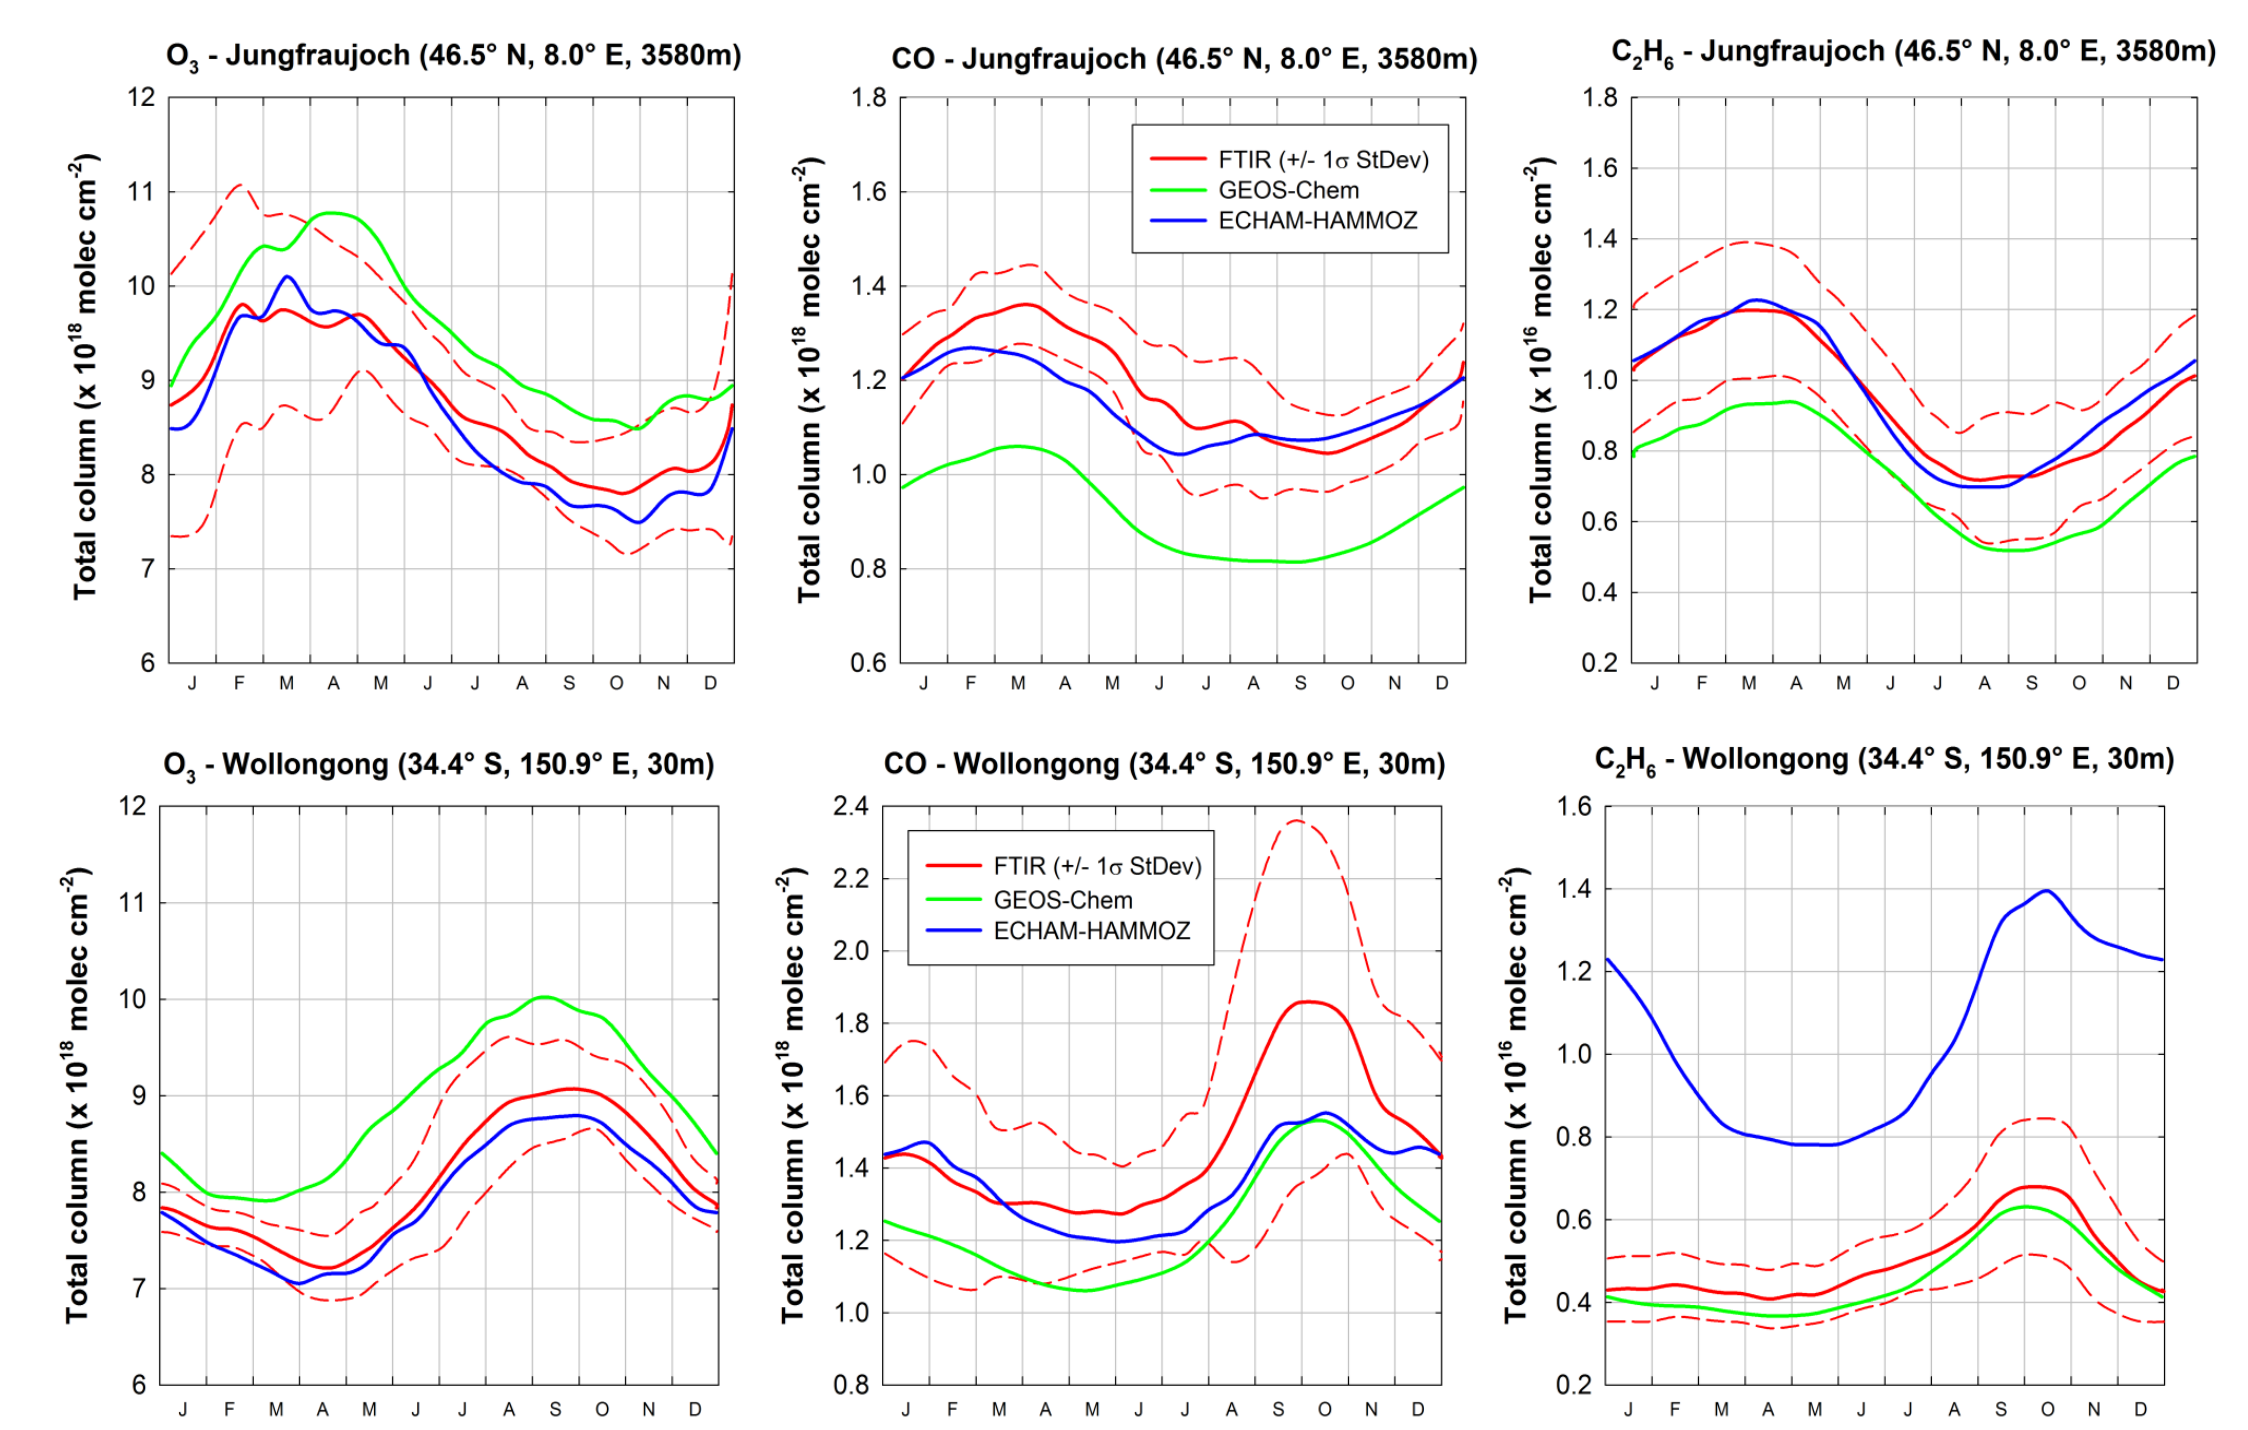 O3 - Jungfraujoch (46.5° N, 8.0° E, 3580m)
Total column (x 10^18 molec cm^-2)
12
11
10
9
8
7
6
J F M A M J J A S O N D
CO - Jungfraujoch (46.5° N, 8.0° E, 3580m)
Total column (x 10^18 molec cm^-2)
1.8
1.6
1.4
1.2
1.0
0.8
0.6
FTIR (+/- 1σ StDev)
GEOS-Chem
ECHAM-HAMMOZ
J F M A M J J A S O N D
C2H6 - Jungfraujoch (46.5° N, 8.0° E, 3580m)
Total column (x 10^16 molec cm^-2)
1.8
1.6
1.4
1.2
1.0
0.8
0.6
0.4
0.2
J F M A M J J A S O N D
O3 - Wollongong (34.4° S, 150.9° E, 30m)
Total column (x 10^18 molec cm^-2)
12
11
10
9
8
7
6
J F M A M J J A S O N D
CO - Wollongong (34.4° S, 150.9° E, 30m)
Total column (x 10^18 molec cm^-2)
2.4
2.2
2.0
1.8
1.6
1.4
1.2
1.0
0.8
FTIR (+/- 1σ StDev)
GEOS-Chem
ECHAM-HAMMOZ
J F M A M J J A S O N D
C2H6 - Wollongong (34.4° S, 150.9° E, 30m)
Total column (x 10^16 molec cm^-2)
1.6
1.4
1.2
1.0
0.8
0.6
0.4
0.2
J F M A M J J A S O N D